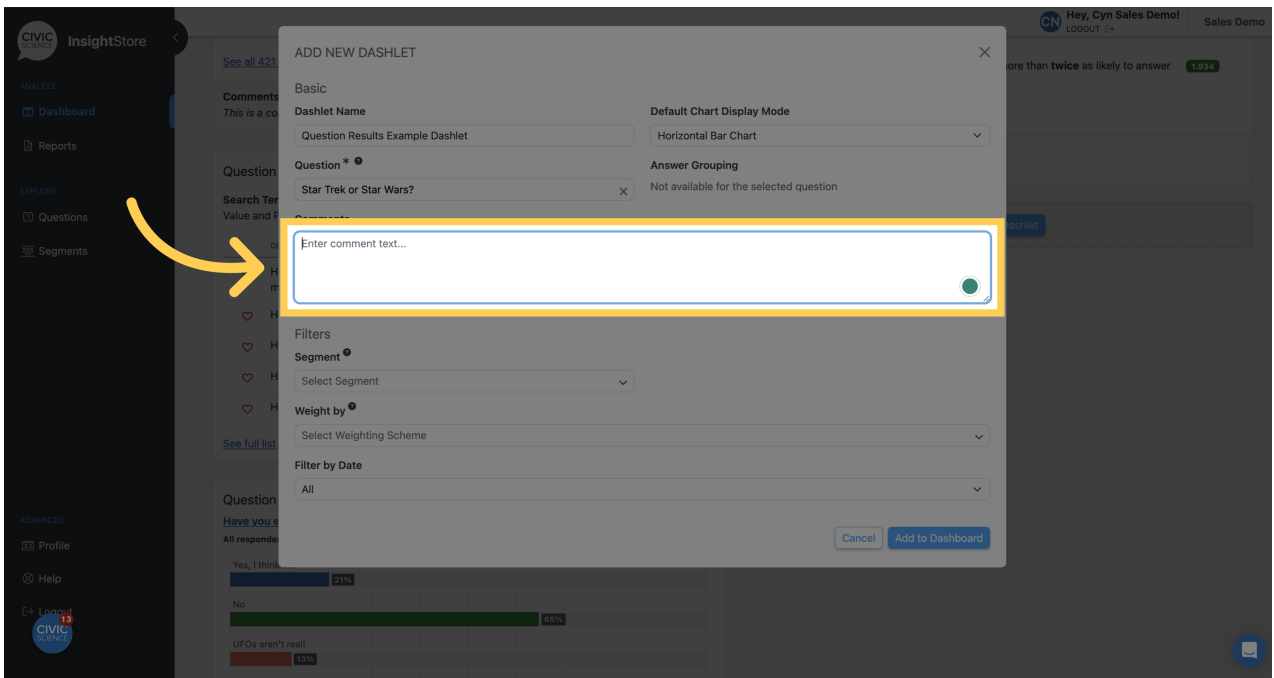 CIVIC
SCIENCE
InsightStore
ANALYZE
Dashboard
Reports
EXPLORE
Questions
Segments
ADVANCED
Profile
Help
Logout
13
CIVIC
SCIENCE
CN
Hey, Cyn Sales Demo!
LOGOUT
Sales Demo
See all 421
Comments
This is a co
ore than twice as likely to answer
1.934
Question
Search Ter
Value and P
H
m
H
H
H
H
See full list
Question
Have you e
All responde
Yes, I think
21%
No
65%
UFOs aren't real!
13%
ashlet
ADD NEW DASHLET
Basic
Dashlet Name
Question Results Example Dashlet
Default Chart Display Mode
Horizontal Bar Chart
Question *
Star Trek or Star Wars?
Answer Grouping
Not available for the selected question
Comments
Enter comment text...
Filters
Segment
Select Segment
Weight by
Select Weighting Scheme
Filter by Date
All
Cancel
Add to Dashboard